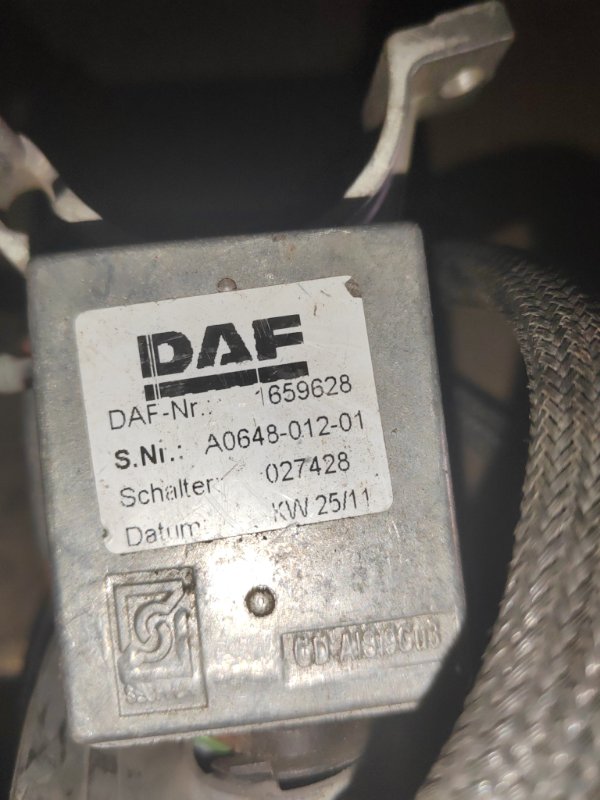 DAF
DAF-Nr.: 1659628
S.Nr.: A0648-012-01
Schalter: 027428
Datum: KW 25/11